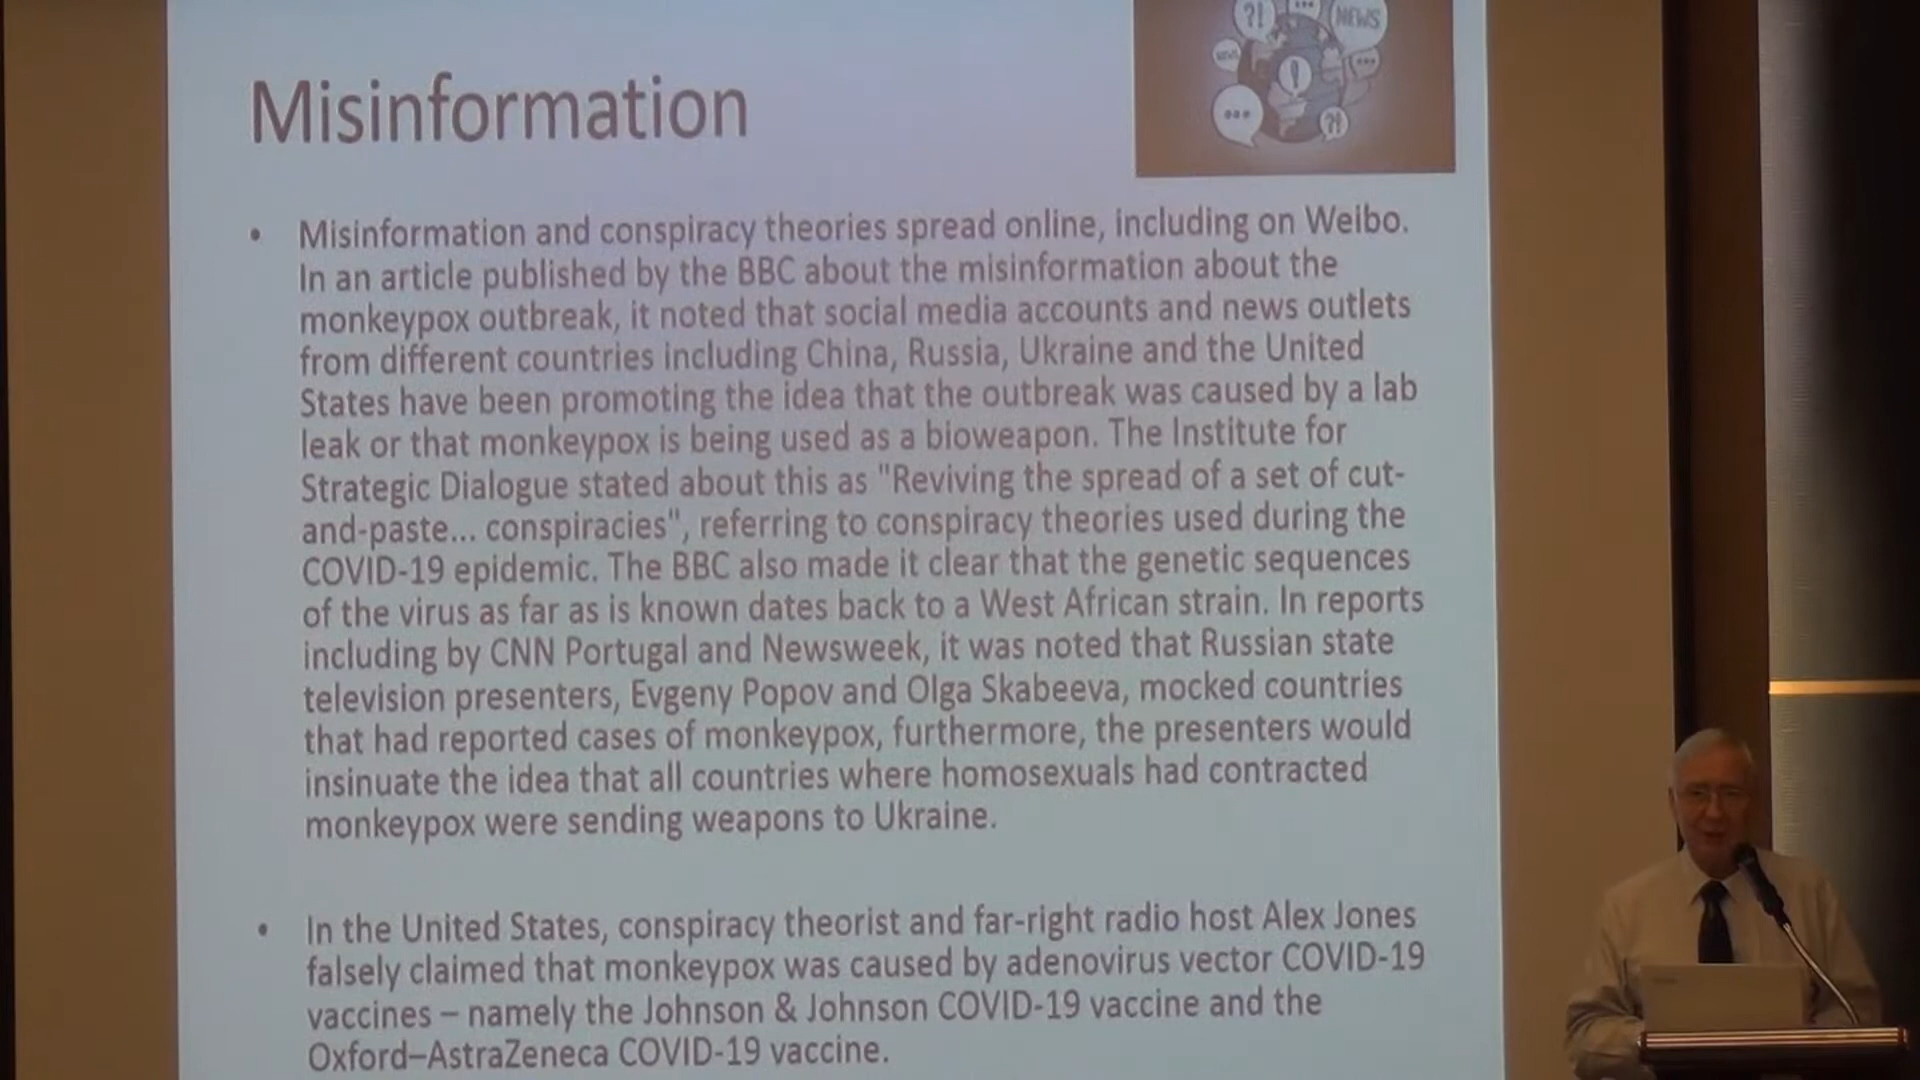 ?!
...
NEWS
Misinformation
...
...
?!
• Misinformation and conspiracy theories spread online, including on Weibo.
In an article published by the BBC about the misinformation about the
monkeypox outbreak, it noted that social media accounts and news outlets
from different countries including China, Russia, Ukraine and the United
States have been promoting the idea that the outbreak was caused by a lab
leak or that monkeypox is being used as a bioweapon. The Institute for
Strategic Dialogue stated about this as "Reviving the spread of a set of cut-
and-paste... conspiracies", referring to conspiracy theories used during the
COVID-19 epidemic. The BBC also made it clear that the genetic sequences
of the virus as far as is known dates back to a West African strain. In reports
including by CNN Portugal and Newsweek, it was noted that Russian state
television presenters, Evgeny Popov and Olga Skabeeva, mocked countries
that had reported cases of monkeypox, furthermore, the presenters would
insinuate the idea that all countries where homosexuals had contracted
monkeypox were sending weapons to Ukraine.
• In the United States, conspiracy theorist and far-right radio host Alex Jones
falsely claimed that monkeypox was caused by adenovirus vector COVID-19
vaccines – namely the Johnson & Johnson COVID-19 vaccine and the
Oxford–AstraZeneca COVID-19 vaccine.